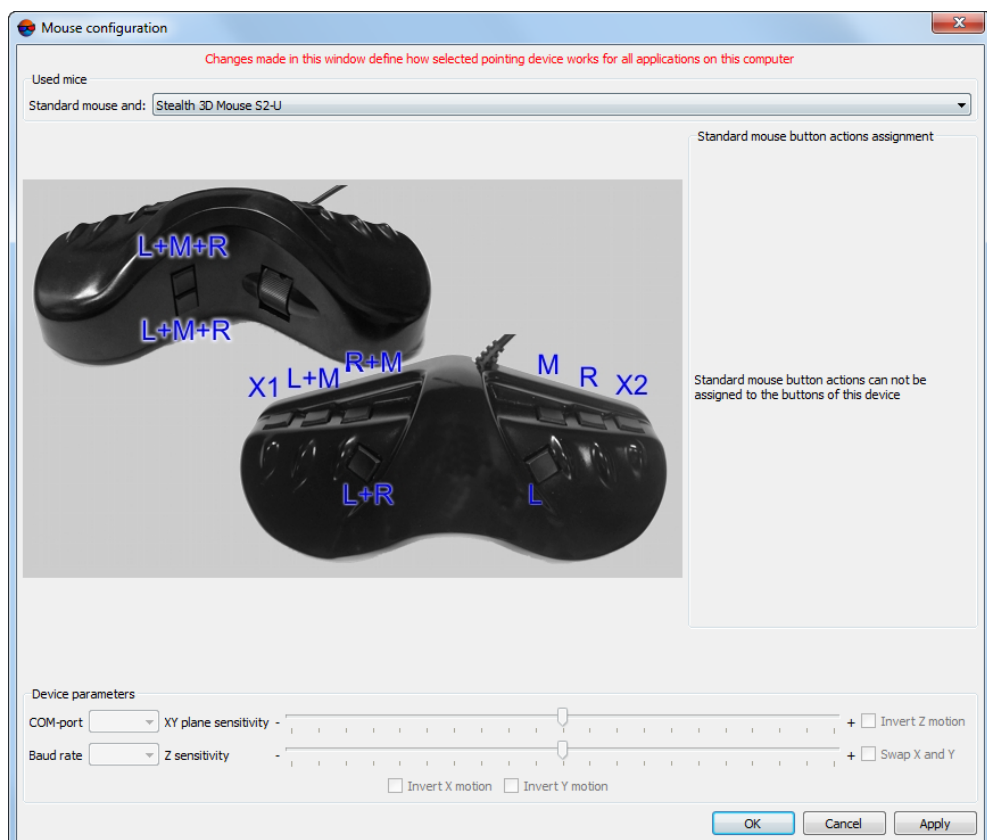 Mouse configuration
Changes made in this window define how selected pointing device works for all applications on this computer
Used mice
Standard mouse and: Stealth 3D Mouse S2-U
Standard mouse button actions assignment
L+M+R
L+M+R
X1 L+M R+M M R X2
L+R L
Standard mouse button actions can not be
assigned to the buttons of this device
Device parameters
COM-port XY plane sensitivity - + Invert Z motion
Baud rate Z sensitivity - + Swap X and Y
Invert X motion Invert Y motion
OK Cancel Apply